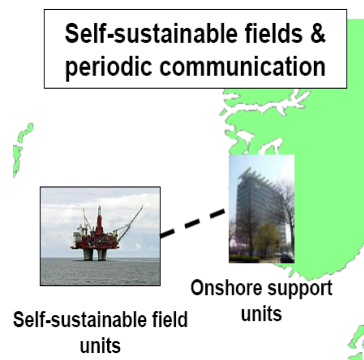 Self-sustainable fields &
periodic communication
Onshore support
units
Self-sustainable field
units